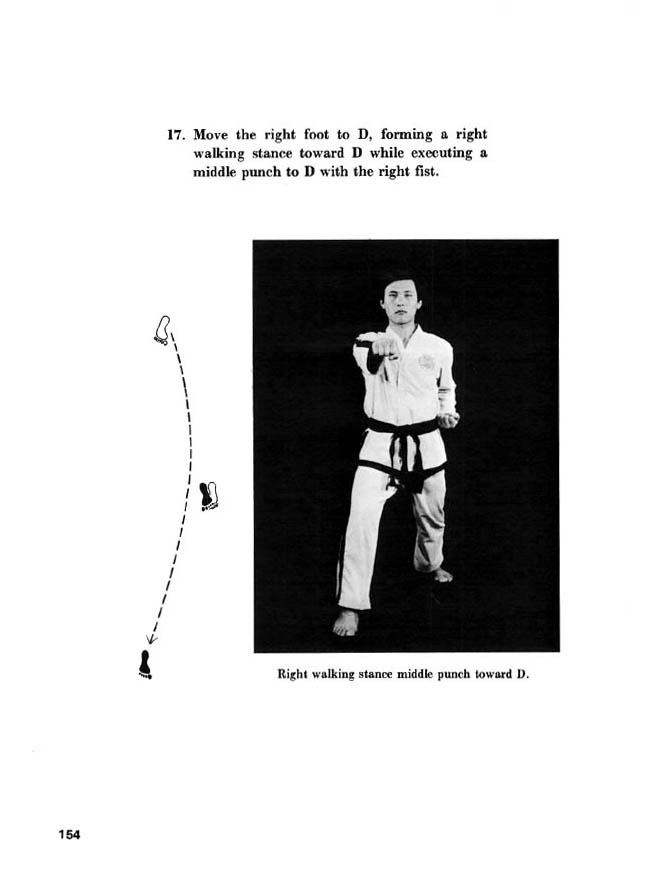 17. Move the right foot to D, forming a right
walking stance toward D while executing a
middle punch to D with the right fist.
Right walking stance middle punch toward D.
154